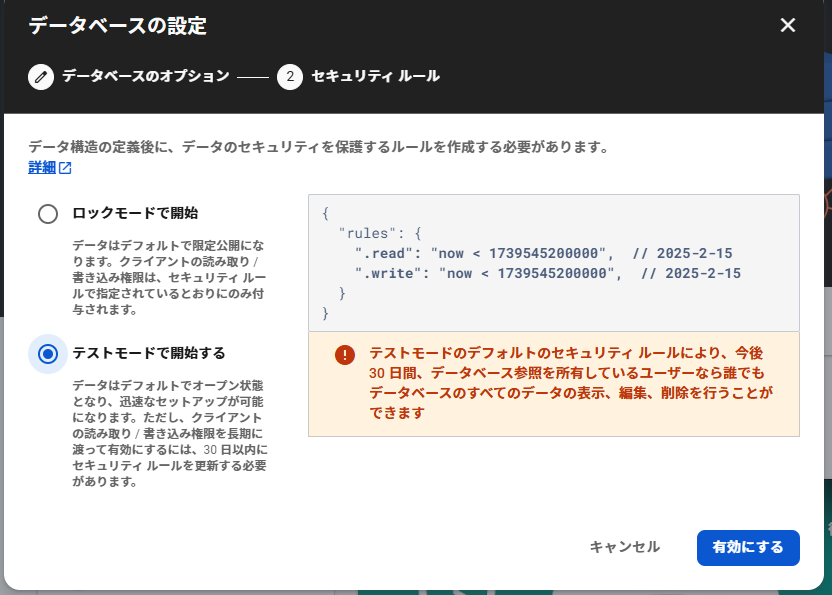 データベースの設定
データベースのオプション
2
セキュリティ ルール
データ構造の定義後に、データのセキュリティを保護するルールを作成する必要があります。
詳細
ロックモードで開始
データはデフォルトで限定公開にな
ります。クライアントの読み取り /
書き込み権限は、セキュリティ ルー
ルで指定されているとおりにのみ付
与されます。
テストモードで開始する
データはデフォルトでオープン状態
となり、迅速なセットアップが可能
になります。ただし、クライアント
の読み取り / 書き込み権限を長期に
渡って有効にするには、30 日以内に
セキュリティ ルールを更新する必要
があります。
{
"rules": {
".read": "now < 1739545200000",  // 2025-2-15
".write": "now < 1739545200000",  // 2025-2-15
}
}
テストモードのデフォルトのセキュリティ ルールにより、今後
30 日間、データベース参照を所有しているユーザーなら誰でも
データベースのすべてのデータの表示、編集、削除を行うことが
できます
キャンセル
有効にする